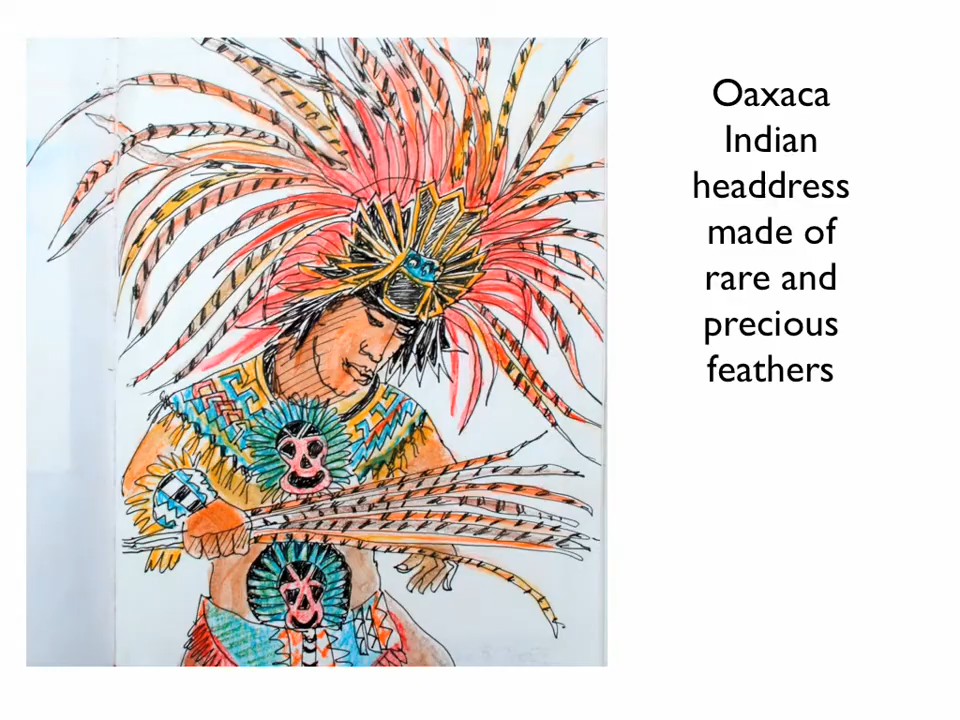 Oaxaca
Indian
headdress
made of
rare and
precious
feathers